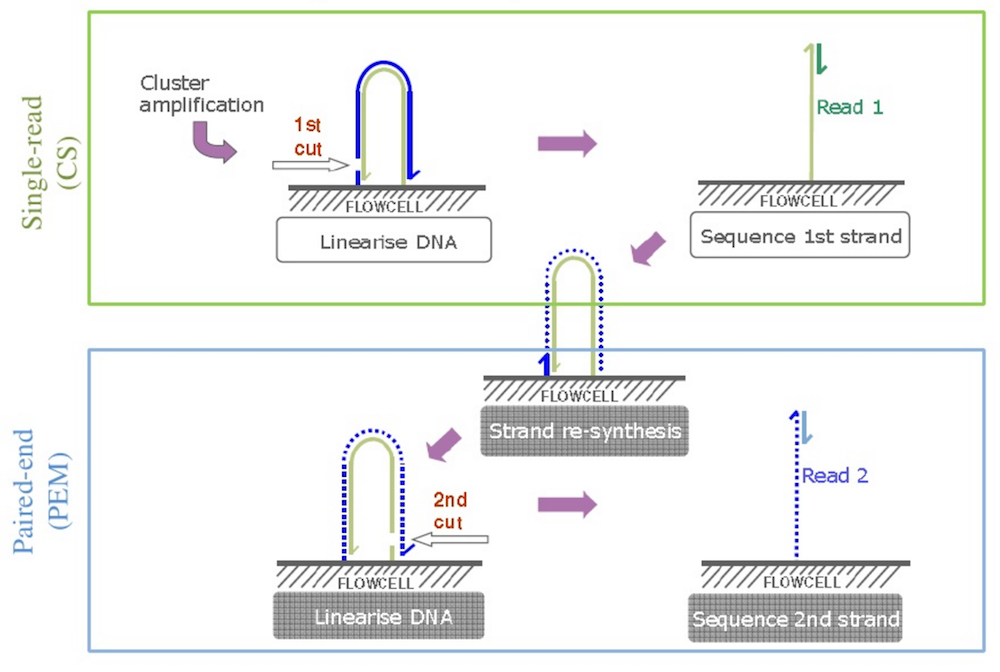 Single-read
(CS)
Cluster
amplification
1st
cut
FLOWCELL
Linearise DNA
Read 1
FLOWCELL
Sequence 1st strand
FLOWCELL
Strand re-synthesis
Paired-end
(PEM)
2nd
cut
FLOWCELL
Linearise DNA
Read 2
FLOWCELL
Sequence 2nd strand